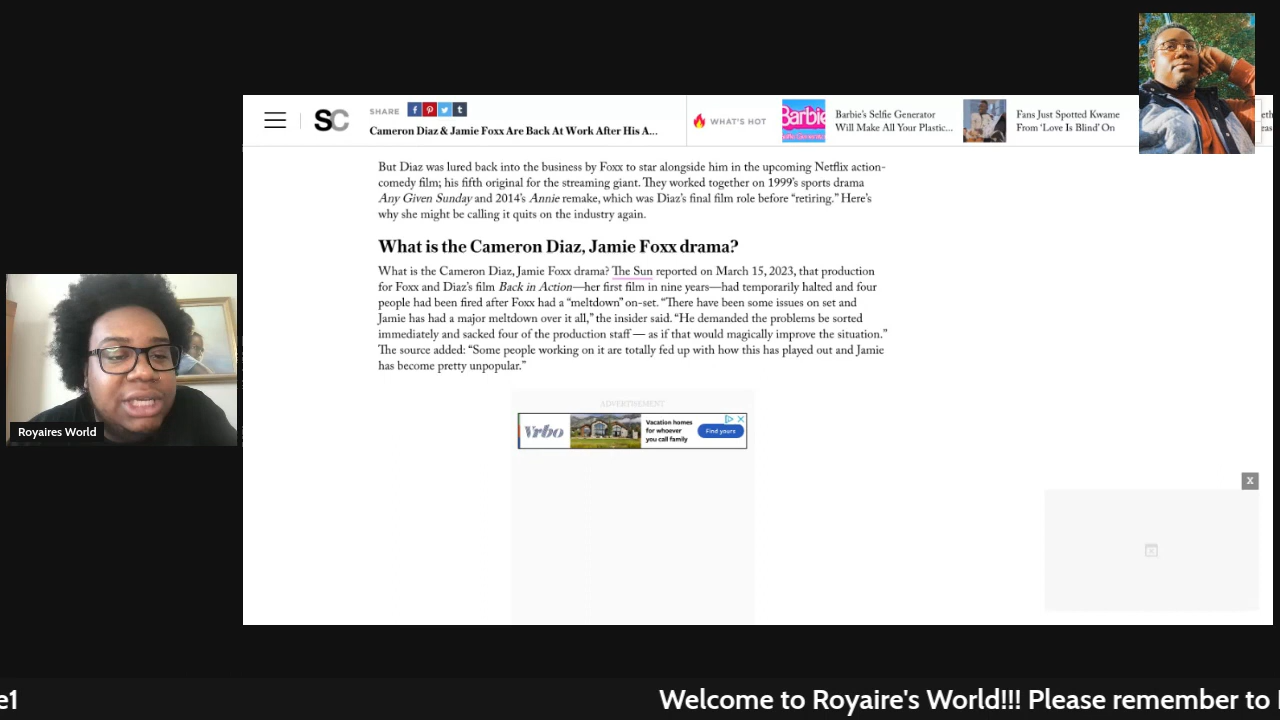 SC
SHARE
Cameron Diaz & Jamie Foxx Are Back At Work After His A...
WHAT'S HOT
Barbie
Barbie's Selfie Generator
Will Make All Your Plastic...
Fans Just Spotted Kwame
From 'Love Is Blind' On
But Diaz was lured back into the business by Foxx to star alongside him in the upcoming Netflix action-
comedy film; his fifth original for the streaming giant. They worked together on 1999's sports drama
Any Given Sunday and 2014's Annie remake, which was Diaz's final film role before "retiring." Here's
why she might be calling it quits on the industry again.
What is the Cameron Diaz, Jamie Foxx drama?
What is the Cameron Diaz, Jamie Foxx drama? The Sun reported on March 15, 2023, that production
for Foxx and Diaz's film Back in Action—her first film in nine years—had temporarily halted and four
people had been fired after Foxx had a "meltdown" on-set. "There have been some issues on set and
Jamie has had a major meltdown over it all," the insider said. "He demanded the problems be sorted
immediately and sacked four of the production staff — as if that would magically improve the situation."
The source added: "Some people working on it are totally fed up with how this has played out and Jamie
has become pretty unpopular."
ADVERTISEMENT
Vrbo
Vacation homes
for whoever
you call family
Find yours
X
Royaires World
e1
Welcome to Royaire's World!!! Please remember to